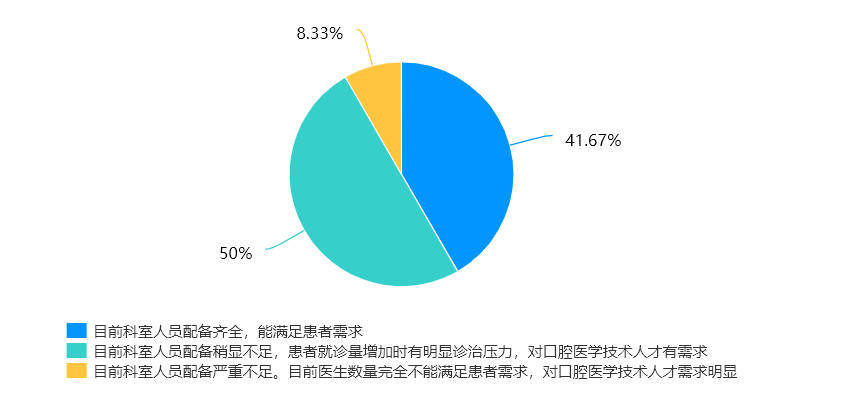 8.33%
41.67%
50%
目前科室人员配备齐全，能满足患者需求
目前科室人员配备稍显不足，患者就诊量增加时有明显诊治压力，对口腔医学技术人才有需求
目前科室人员配备严重不足。目前医生数量完全不能满足患者需求，对口腔医学技术人才需求明显